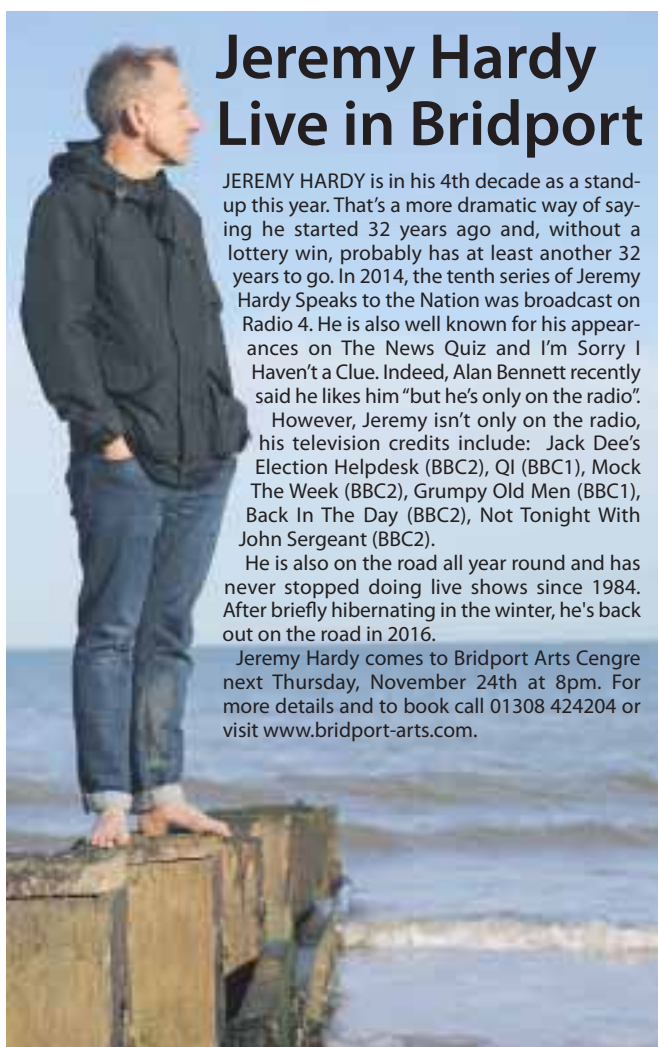 Jeremy Hardy
Live in Bridport
JEREMY HARDY is in his 4th decade as a stand-
up this year. That's a more dramatic way of say-
ing he started 32 years ago and, without a
lottery win, probably has at least another 32
years to go. In 2014, the tenth series of Jeremy
Hardy Speaks to the Nation was broadcast on
Radio 4. He is also well known for his appear-
ances on The News Quiz and I'm Sorry I
Haven't a Clue. Indeed, Alan Bennett recently
said he likes him “but he's only on the radio”.
However, Jeremy isn't only on the radio,
his television credits include: Jack Dee's
Election Helpdesk (BBC2), QI (BBC1), Mock
The Week (BBC2), Grumpy Old Men (BBC1),
Back In The Day (BBC2), Not Tonight With
John Sergeant (BBC2).
He is also on the road all year round and has
never stopped doing live shows since 1984.
After briefly hibernating in the winter, he's back
out on the road in 2016.
Jeremy Hardy comes to Bridport Arts Cengre
next Thursday, November 24th at 8pm. For
more details and to book call 01308 424204 or
visit www.bridport-arts.com.